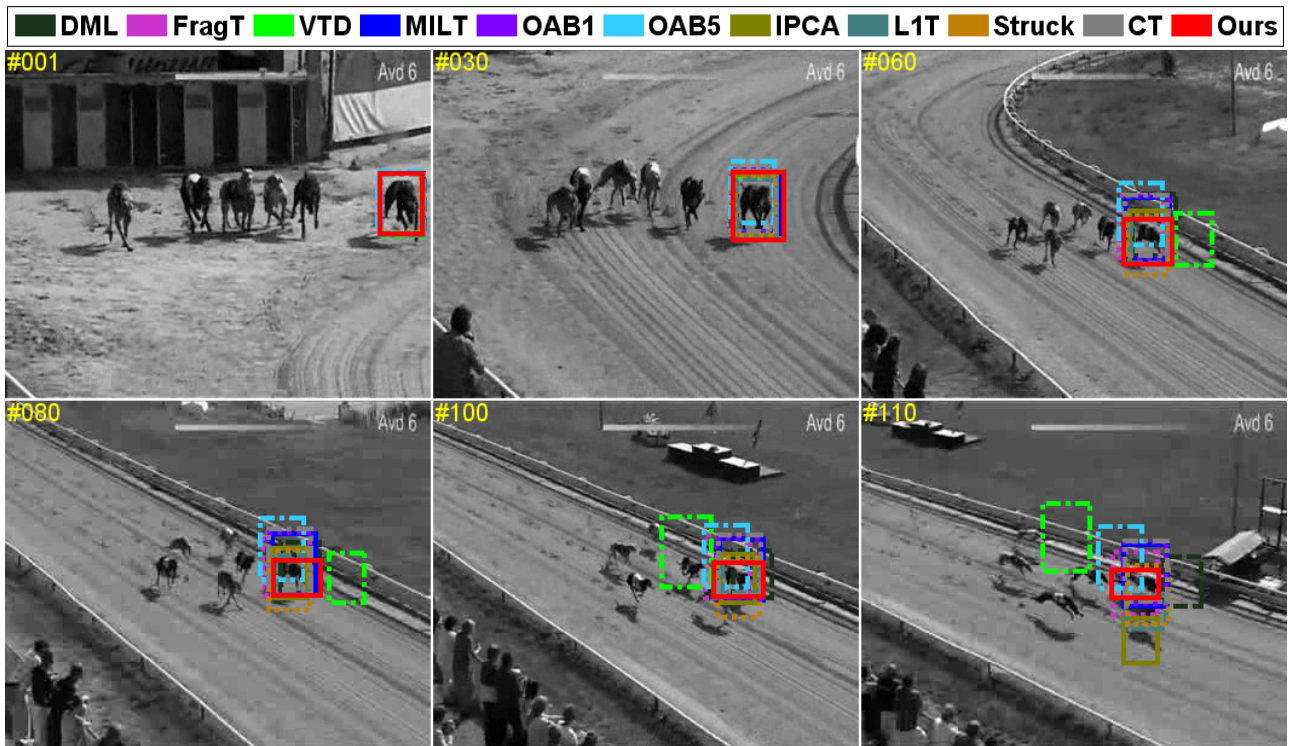 DML FragT VTD MILT OAB1 OAB5 IPCA L1T Struck CT Ours
#001 Avd 6
#030 Avd 6
#060 Avd 6
#080 Avd 6
#100 Avd 6
#110 Avd 6